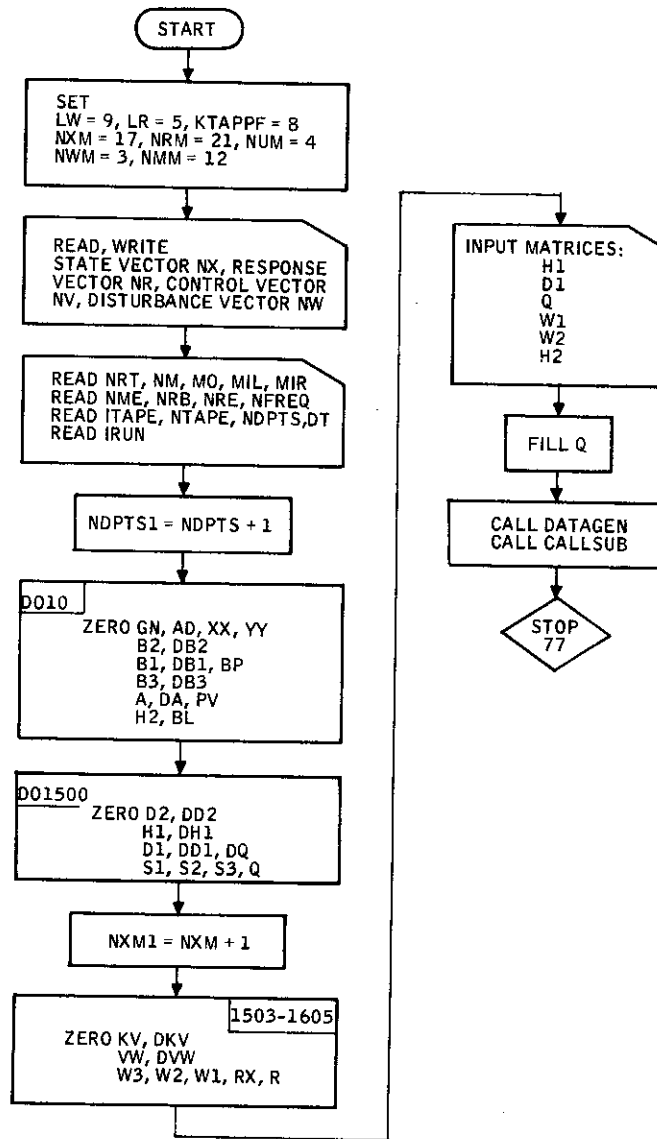 START
SET
LW = 9, LR = 5, KTAPPF = 8
NXM = 17, NRM = 21, NUM = 4
NWM = 3, NMM = 12
READ, WRITE
STATE VECTOR NX, RESPONSE
VECTOR NR, CONTROL VECTOR
NV, DISTURBANCE VECTOR NW
READ NRT, NM, MO, MIL, MIR
READ NME, NRB, NRE, NFREQ
READ ITAPE, NTAPE, NDPTS,DT
READ IRUN
NDPTS1 = NDPTS + 1
DO10
ZERO GN, AD, XX, YY
B2, DB2
B1, DB1, BP
B3, DB3
A, DA, PV
H2, BL
DO1500
ZERO D2, DD2
H1, DH1
D1, DD1, DQ
S1, S2, S3, Q
NXM1 = NXM + 1
1503-1605
ZERO KV, DKV
VW, DVW
W3, W2, W1, RX, R
INPUT MATRICES:
H1
D1
Q
W1
W2
H2
FILL Q
CALL DATAGEN
CALL CALLSUB
STOP
77